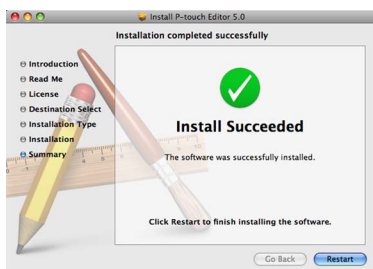 Install P-touch Editor 5.0
Installation completed successfully
Introduction
Read Me
License
Destination Select
Installation Type
Installation
Summary
Install Succeeded
The software was successfully installed.
Click Restart to finish installing the software.
Go Back
Restart